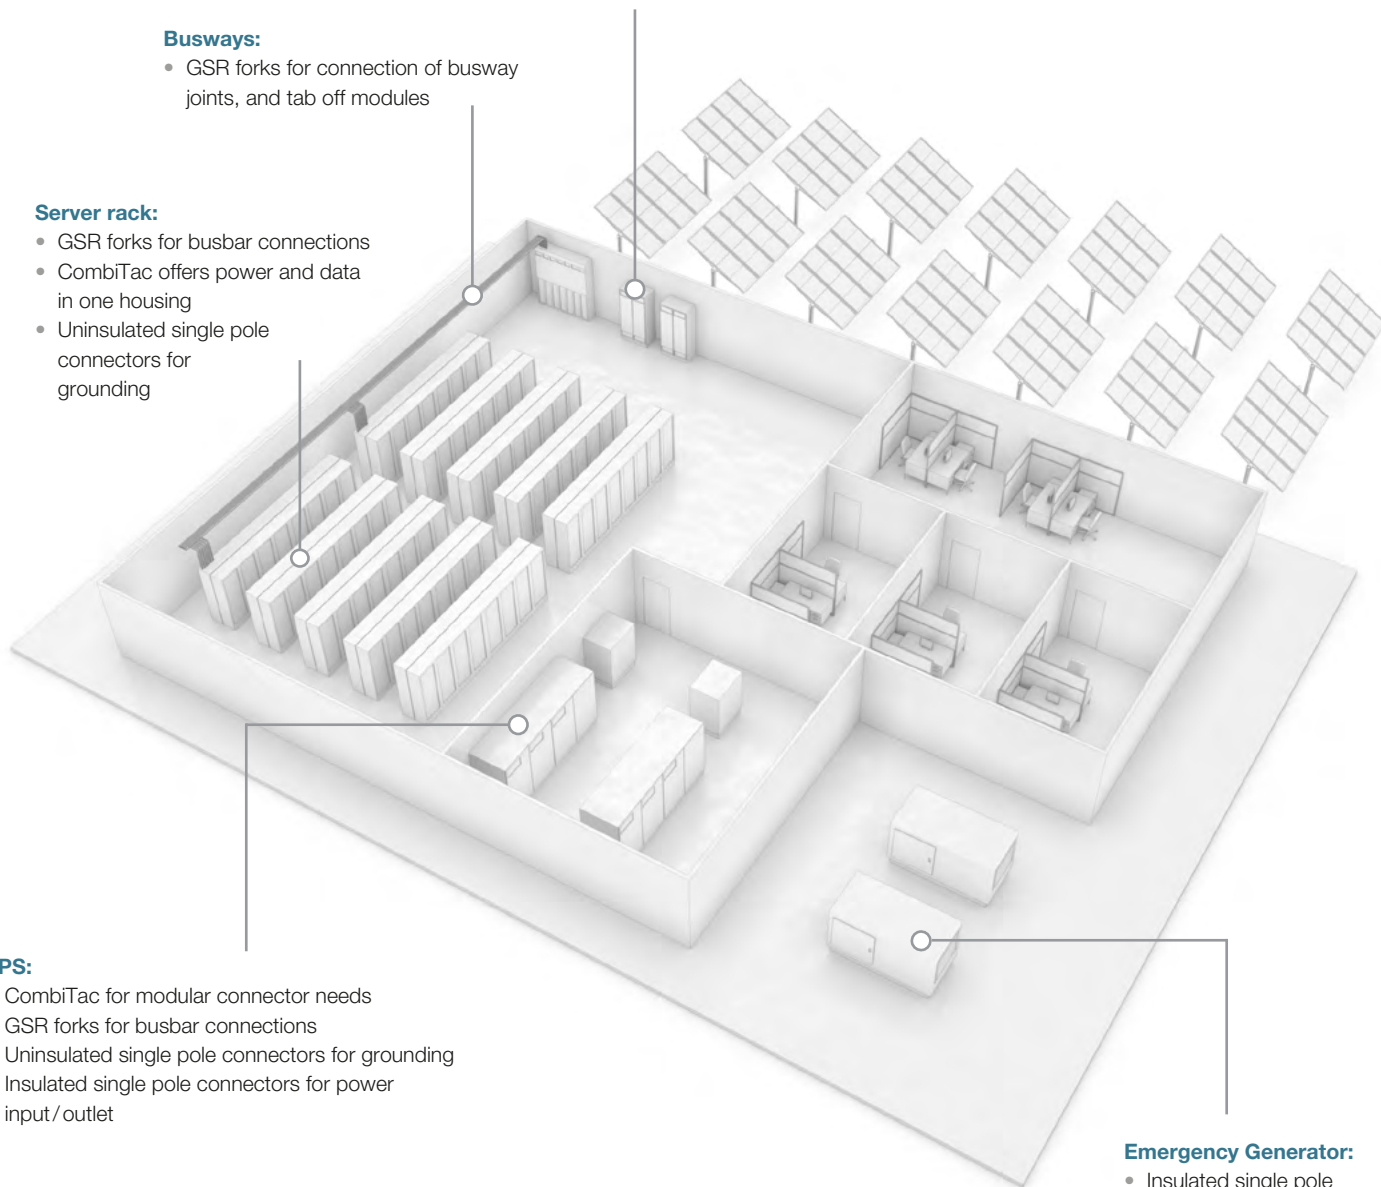 Busways:
• GSR forks for connection of busway
joints, and tab off modules
Server rack:
• GSR forks for busbar connections
• CombiTac offers power and data
in one housing
• Uninsulated single pole
connectors for
grounding
PS:
CombiTac for modular connector needs
GSR forks for busbar connections
Uninsulated single pole connectors for grounding
Insulated single pole connectors for power
input/outlet
Emergency Generator:
• Insulated single pole